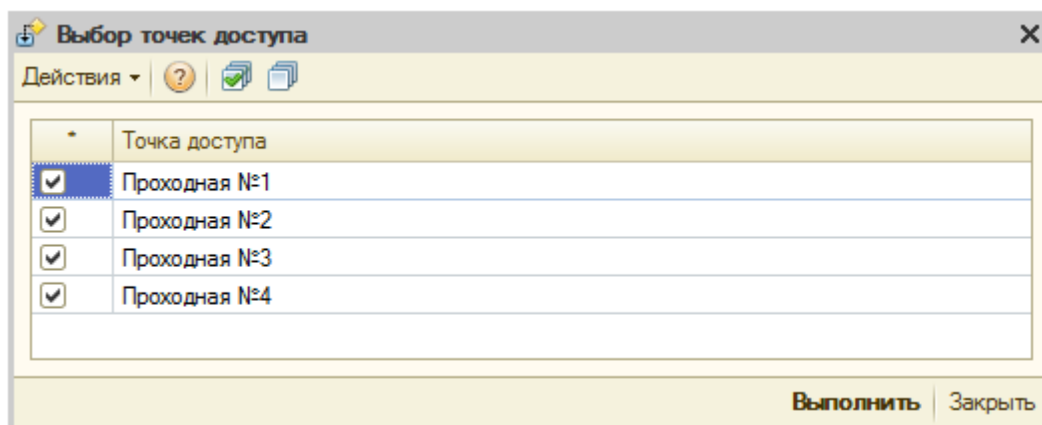 Выбор точек доступа
Действия
* Точка доступа
Проходная №1
Проходная №2
Проходная №3
Проходная №4
Выполнить Закрыть